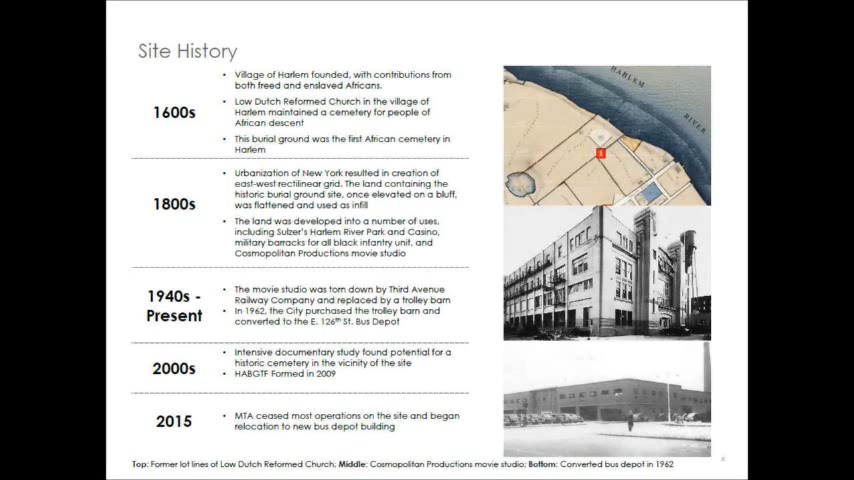 Site History
1600s
• Village of Harlem founded, with contributions from
both freed and enslaved Africans.
• Low Dutch Reformed Church in the village of
Harlem maintained a cemetery for people of
African descent
• This burial ground was the first African cemetery in
Harlem
1800s
• Urbanization of New York resulted in creation of
east-west rectilinear grid. The land containing the
historic burial ground site, once elevated on a bluff,
was flattened and used as infill
• The land was developed into a number of uses,
including Sulzer's Harlem River Park and Casino,
military barracks for all black infantry unit, and
Cosmopolitan Productions movie studio
1940s -
Present
• The movie studio was torn down by Third Avenue
Railway Company and replaced by a trolley barn
• In 1962, the City purchased the trolley barn and
converted to the E. 126th St. Bus Depot
2000s
• Intensive documentary study found potential for a
historic cemetery in the vicinity of the site
• HABGTF Formed in 2009
2015
• MTA ceased most operations on the site and began
relocation to new bus depot building
HARLEM
RIVER
1
Top: Former lot lines of Low Dutch Reformed Church; Middle: Cosmopolitan Productions movie studio; Bottom: Converted bus depot in 1962